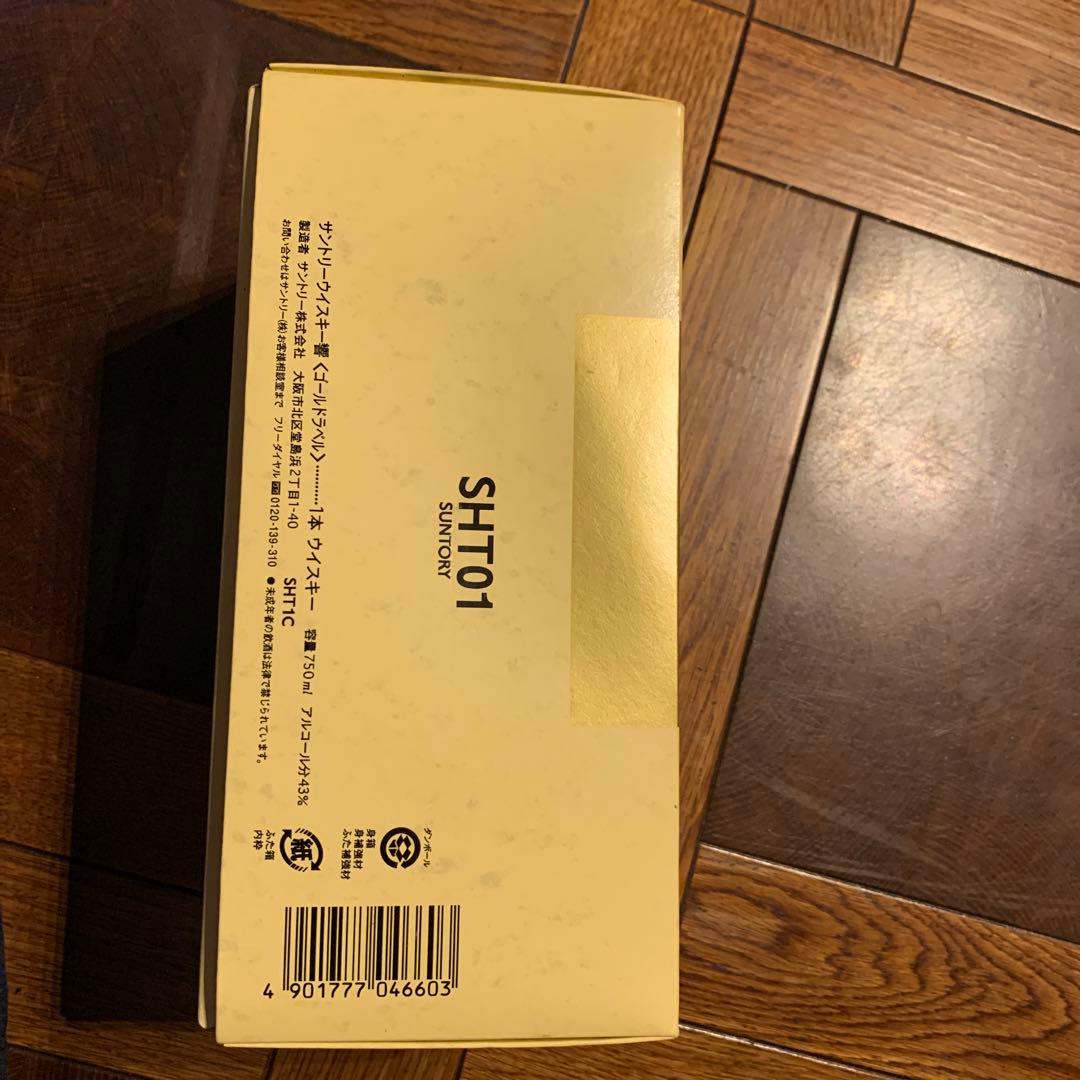 SHT01
SUNTORY
サントリーウイスキー響〈ゴールドラベル〉………1本 ウイスキー 容量750ml アルコール分43%
製造者 サントリー株式会社 大阪市北区堂島浜2丁目1-40 SHT1C
お問い合わせはサントリー(株)お客様相談室まで フリーダイヤル 0120-139-310 ●未成年者の飲酒は法律で禁じられています。
ダンボール
身箱
身補強材
ふた補強材
紙
ふた箱
内枠
4 901777 046603